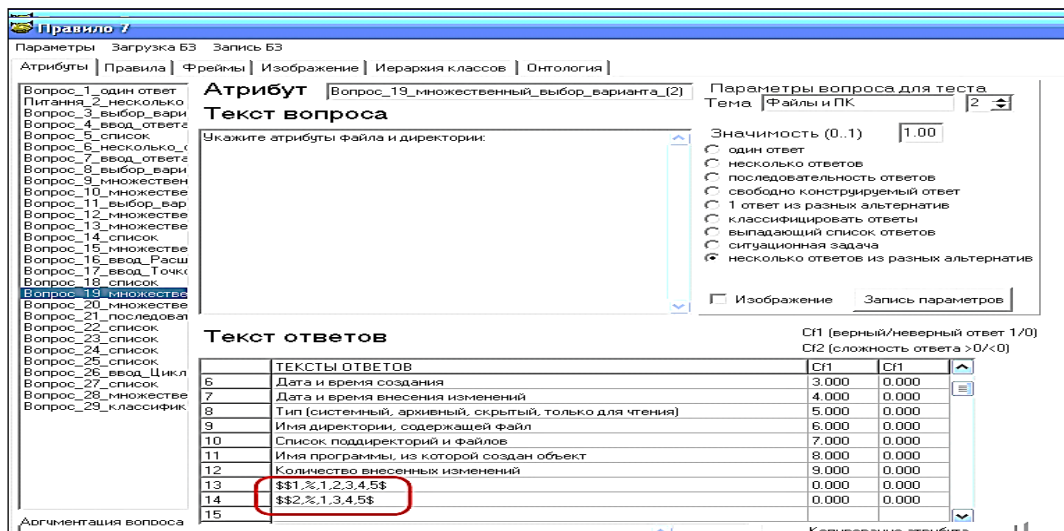 Правило 7
Параметры Загрузка БЗ Запись БЗ
Атрибуты Правила Фреймы Изображение Иерархия классов Онтология
Вопрос_1_один ответ
Питання_2_несколько
Вопрос_3_выбор_вари
Вопрос_4_ввод_ответа
Вопрос_5_список
Вопрос_6_несколько_о
Вопрос_7_ввод_ответа
Вопрос_8_выбор_вари
Вопрос_9_множествен
Вопрос_10_множестве
Вопрос_11_выбор_вар
Вопрос_12_множестве
Вопрос_13_множестве
Вопрос_14_список
Вопрос_15_множестве
Вопрос_16_ввод_Расш
Вопрос_17_ввод_Точк
Вопрос_18_список
Вопрос_19_множестве
Вопрос_20_множестве
Вопрос_21_последоват
Вопрос_22_список
Вопрос_23_список
Вопрос_24_список
Вопрос_25_список
Вопрос_26_ввод_Цикл
Вопрос_27_список
Вопрос_28_множестве
Вопрос_29_классифик
Аргументация вопроса
Атрибут Вопрос_19_множественный_выбор_варианта_(2)
Текст вопроса
Укажите атрибуты файла и директории:
Параметры вопроса для теста
Тема Файлы и ПК 2
Значимость (0..1) 1.00
один ответ
несколько ответов
последовательность ответов
свободно конструируемый ответ
1 ответ из разных альтернатив
классифицировать ответы
выпадающий список ответов
ситуационная задача
несколько ответов из разных альтернатив
Изображение Запись параметров
Текст ответов
Cf1 (верный/неверный ответ 1/0)
Cf2 (сложность ответа >0/<0)
ТЕКСТЫ ОТВЕТОВ Cf1 Cf1
6 Дата и время создания 3.000 0.000
7 Дата и время внесения изменений 4.000 0.000
8 Тип (системный, архивный, скрытый, только для чтения) 5.000 0.000
9 Имя директории, содержащей файл 6.000 0.000
10 Список поддиректорий и файлов 7.000 0.000
11 Имя программы, из которой создан объект 8.000 0.000
12 Количество внесенных изменений 9.000 0.000
13 $$1,%,1,2,3,4,5$ 0.000 0.000
14 $$2,%,1,3,4,5$ 0.000 0.000
15
Копирование атрибута